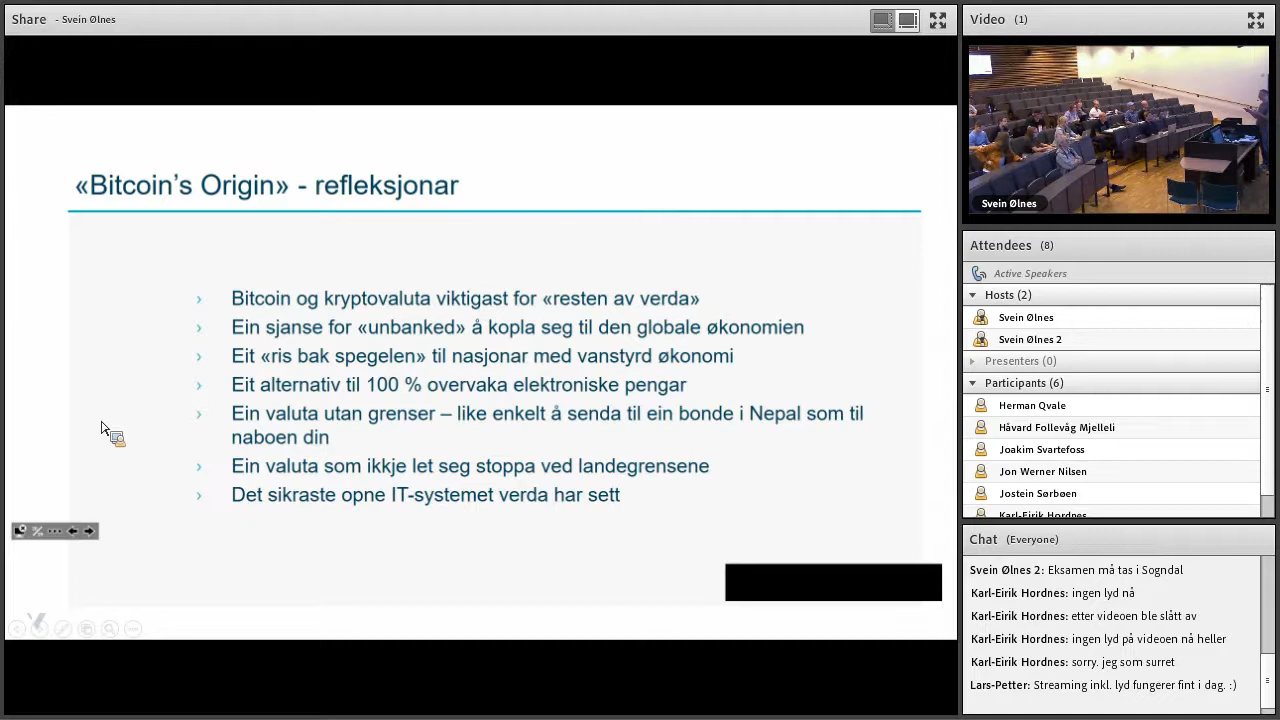 Share - Svein Ølnes
«Bitcoin's Origin» - refleksjonar
› Bitcoin og kryptovaluta viktigast for «resten av verda»
› Ein sjanse for «unbanked» å kopla seg til den globale økonomien
› Eit «ris bak spegelen» til nasjonar med vanstyrd økonomi
› Eit alternativ til 100 % overvaka elektroniske pengar
› Ein valuta utan grenser – like enkelt å senda til ein bonde i Nepal som til
naboen din
› Ein valuta som ikkje let seg stoppa ved landegrensene
› Det sikraste opne IT-systemet verda har sett
Video (1)
Svein Ølnes
Attendees (8)
Active Speakers
Hosts (2)
Svein Ølnes
Svein Ølnes 2
Presenters (0)
Participants (6)
Herman Qvale
Håvard Follevåg Mjelleli
Joakim Svartefoss
Jon Werner Nilsen
Jostein Sørbøen
Karl-Eirik Hordnes
Chat (Everyone)
Svein Ølnes 2: Eksamen må tas i Sogndal
Karl-Eirik Hordnes: ingen lyd nå
Karl-Eirik Hordnes: etter videoen ble slått av
Karl-Eirik Hordnes: ingen lyd på videoen nå heller
Karl-Eirik Hordnes: sorry. jeg som surret
Lars-Petter: Streaming inkl. lyd fungerer fint i dag. :)